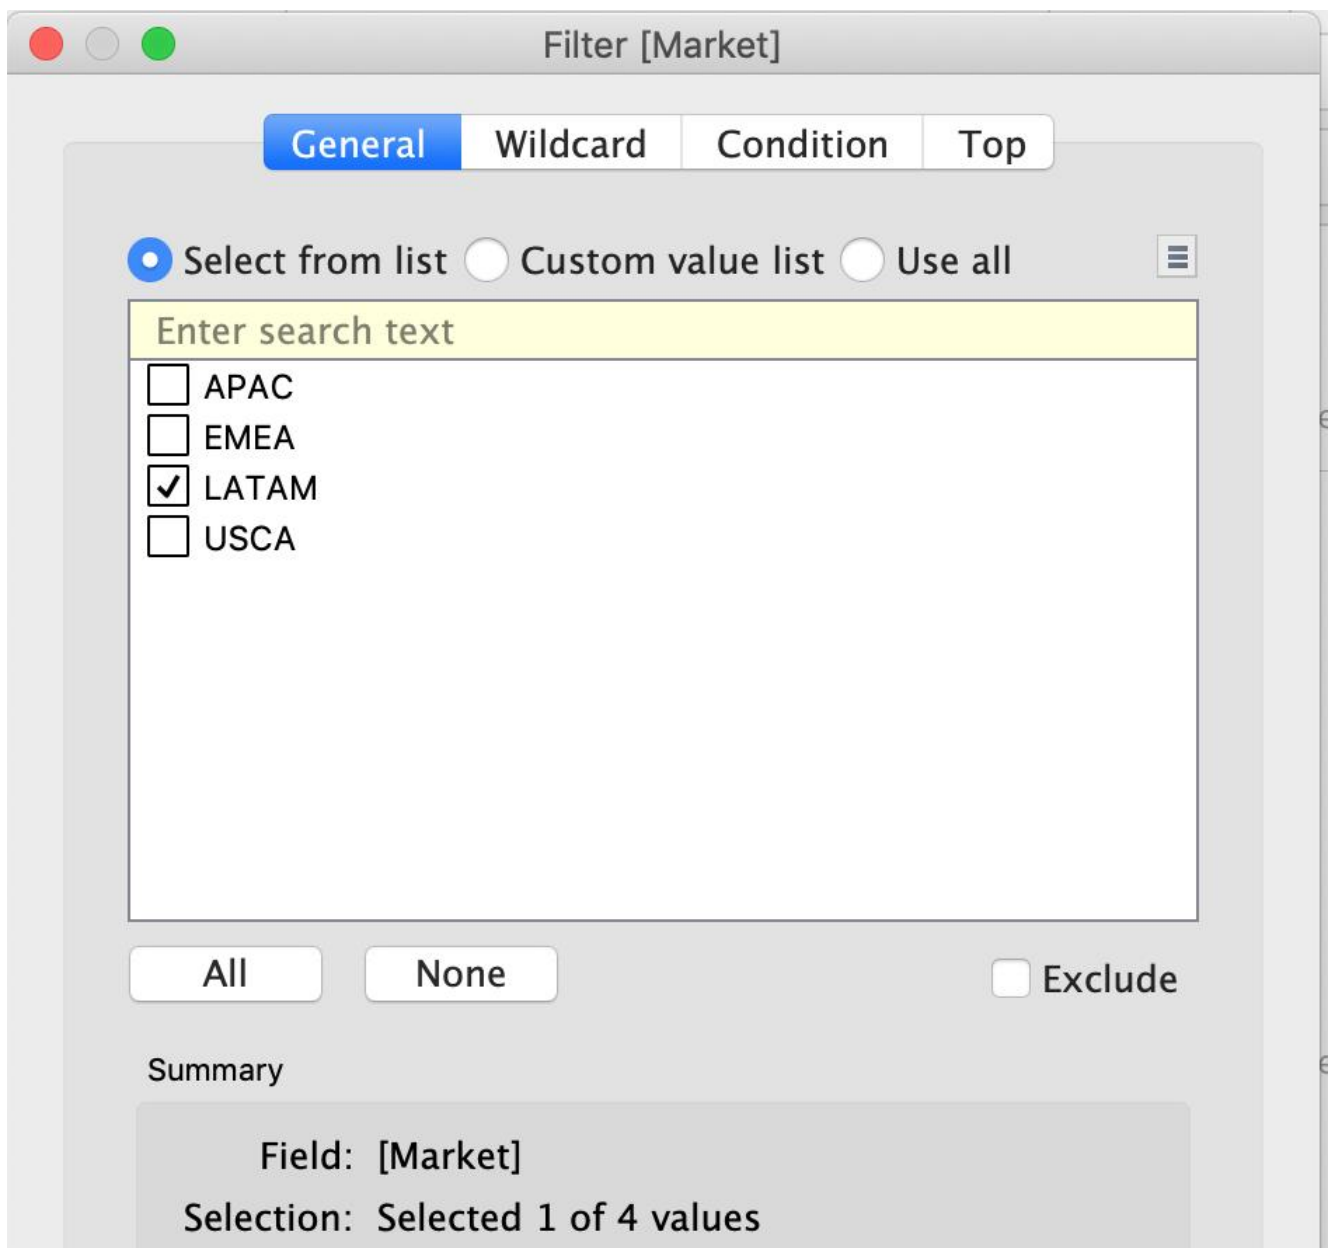 Filter [Market]
General Wildcard Condition Top
Select from list Custom value list Use all
Enter search text
APAC
EMEA
LATAM
USCA
All None Exclude
Summary
Field: [Market]
Selection: Selected 1 of 4 values